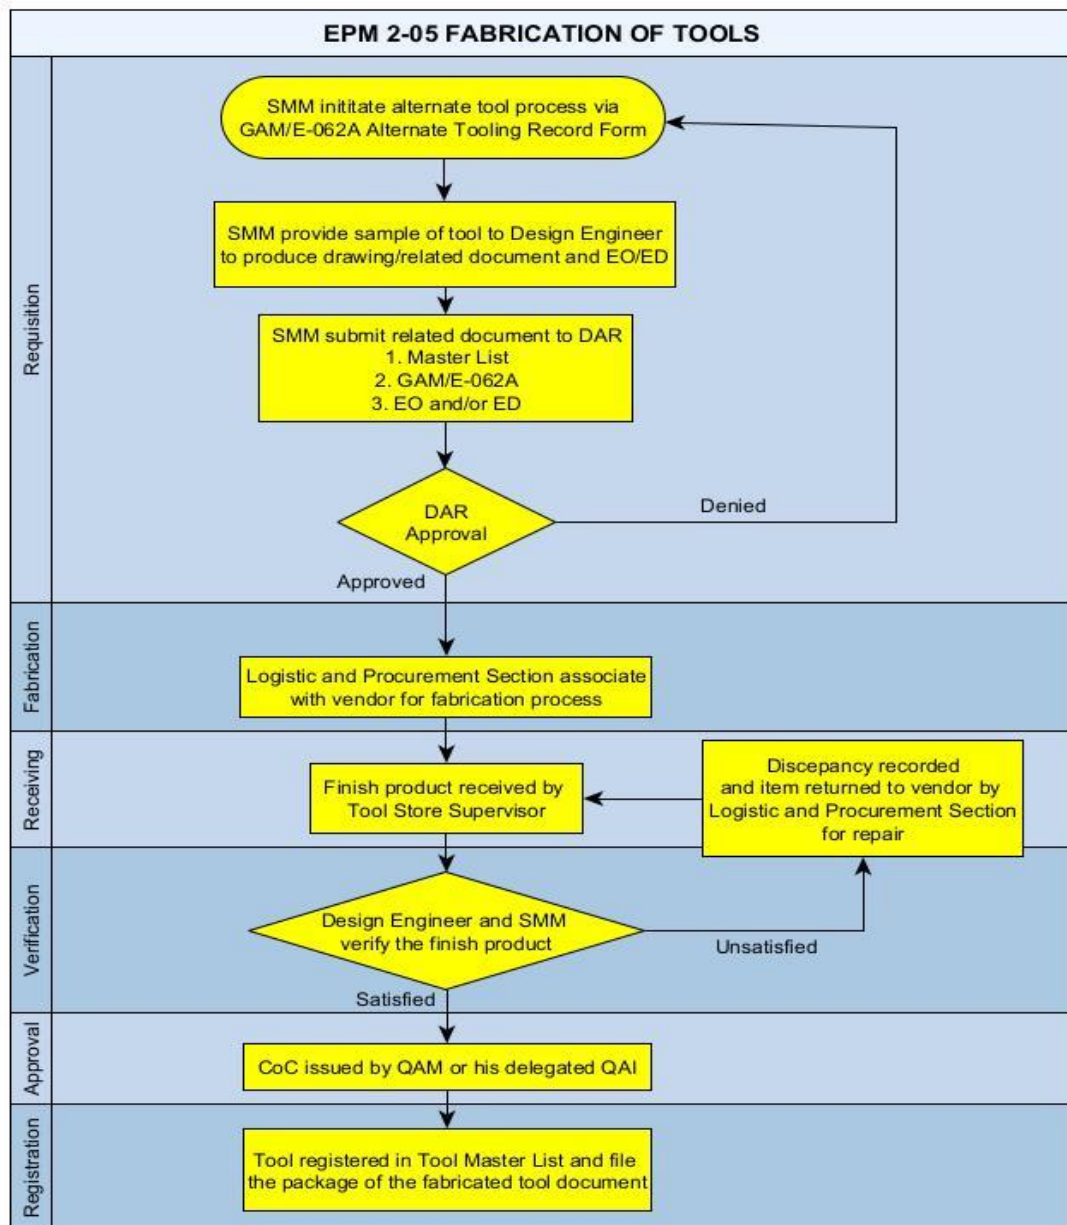 EPM 2-05 FABRICATION OF TOOLS
Requisition
SMM inititate alternate tool process via
GAM/E-062A Alternate Tooling Record Form
SMM provide sample of tool to Design Engineer
to produce drawing/related document and EO/ED
SMM submit related document to DAR
1. Master List
2. GAM/E-062A
3. EO and/or ED
DAR
Approval
Denied
Approved
Fabrication
Logistic and Procurement Section associate
with vendor for fabrication process
Receiving
Finish product received by
Tool Store Supervisor
Discepancy recorded
and item returned to vendor by
Logistic and Procurement Section
for repair
Verification
Design Engineer and SMM
verify the finish product
Unsatisfied
Satisfied
Approval
CoC issued by QAM or his delegated QAI
Registration
Tool registered in Tool Master List and file
the package of the fabricated tool document